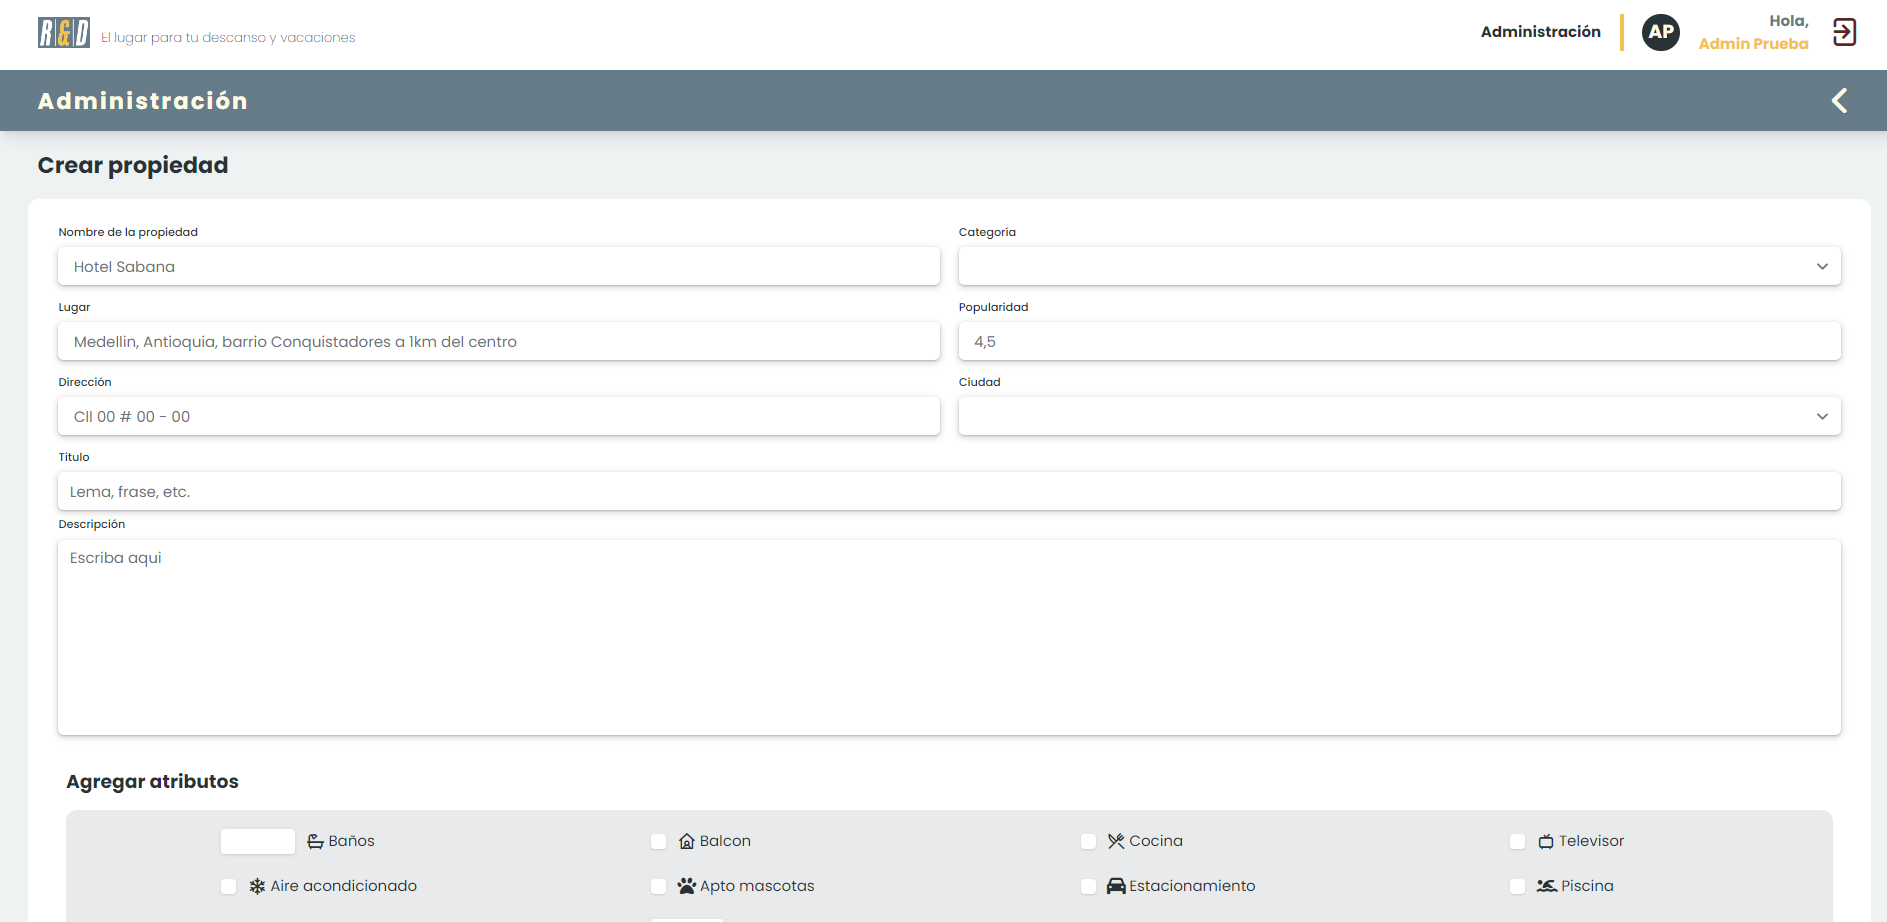 R&D El lugar para tu descanso y vacaciones
Administración
AP
Hola,
Admin Prueba
Administración
Crear propiedad
Nombre de la propiedad
Categoría
Hotel Sabana
Lugar
Popularidad
Medellin, Antioquia, barrio Conquistadores a 1km del centro
4,5
Dirección
Ciudad
Cll 00 # 00 - 00
Titulo
Lema, frase, etc.
Descripción
Escriba aqui
Agregar atributos
Baños
Balcon
Cocina
Televisor
Aire acondicionado
Apto mascotas
Estacionamiento
Piscina